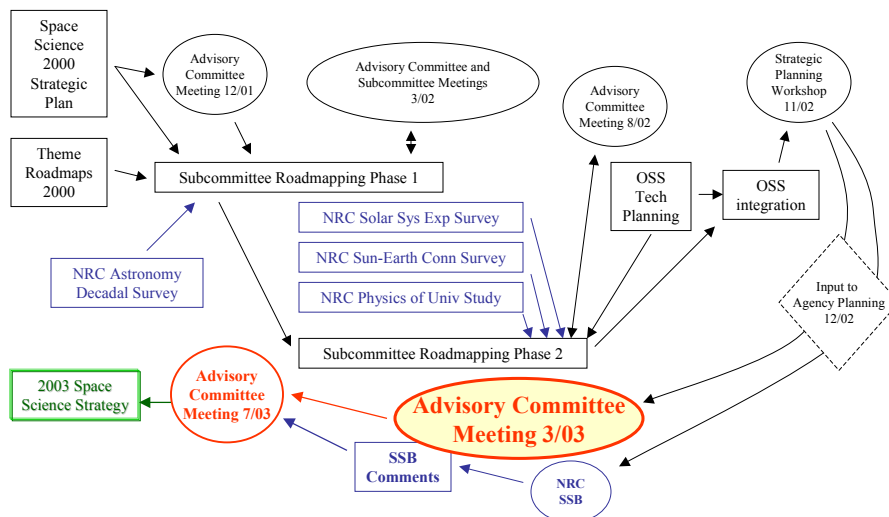 Space
Science
2000
Strategic
Plan
Advisory
Committee
Meeting 12/01
Advisory Committee and
Subcommittee Meetings
3/02
Advisory
Committee
Meeting 8/02
Strategic
Planning
Workshop
11/02
Theme
Roadmaps
2000
Subcommittee Roadmapping Phase 1
OSS
Tech
Planning
OSS
integration
NRC Solar Sys Exp Survey
NRC Astronomy
Decadal Survey
NRC Sun-Earth Conn Survey
NRC Physics of Univ Study
Input to
Agency Planning
12/02
Subcommittee Roadmapping Phase 2
2003 Space
Science Strategy
Advisory
Committee
Meeting 7/03
Advisory Committee
Meeting 3/03
SSB
Comments
NRC
SSB